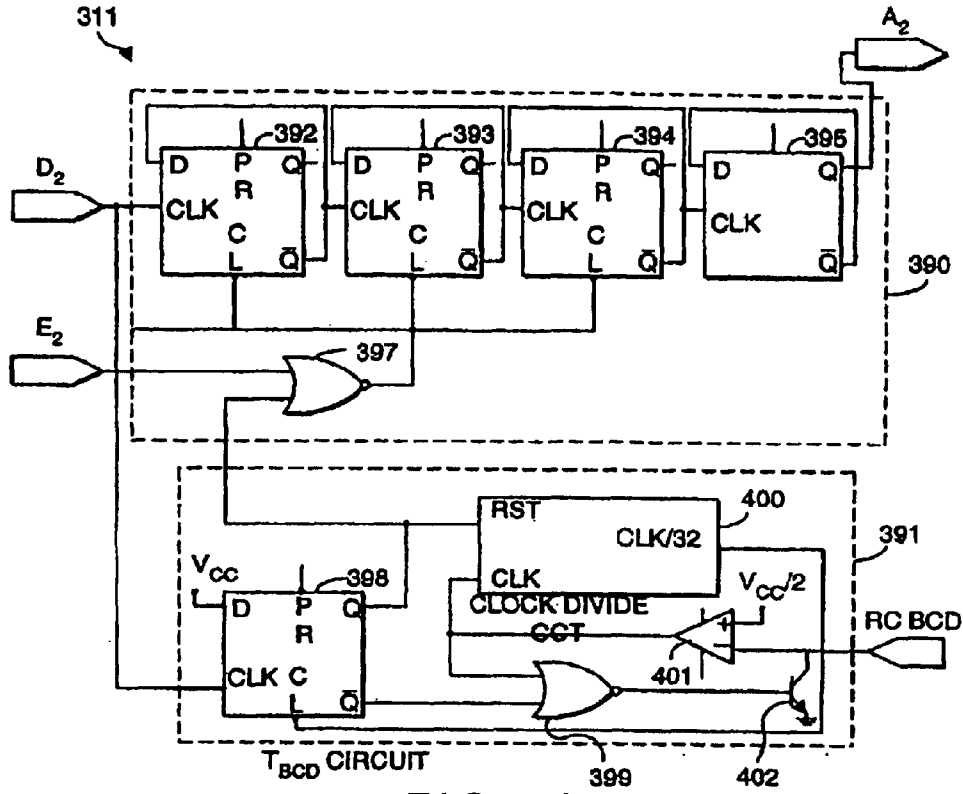 311
A2
392
393
394
395
D P Q
R
CLK
C
L Q̅
D P Q
R
CLK
C
L Q̅
D P Q
R
CLK
C
L Q̅
D Q
CLK
Q̅
D2
390
E2
397
RST
400
CLK/32
391
VCC
398
CLK
VCC/2
D P Q
R
CLOCK DIVIDE
CCT
RC BCD
+
−
401
CLK C
L Q̅
399
402
TBCD CIRCUIT